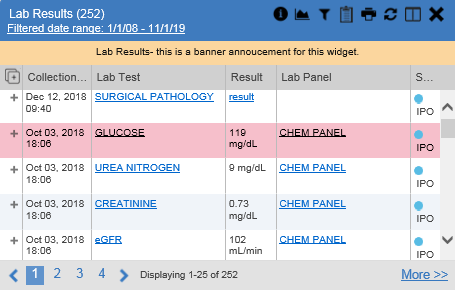 Lab Results (252)
Filtered date range: 1/1/08 - 11/1/19
Lab Results- this is a banner annoucement for this widget.
Collection... Lab Test Result Lab Panel S...
Dec 12, 2018 SURGICAL PATHOLOGY result
09:40 IPO
Oct 03, 2018 GLUCOSE 119 CHEM PANEL
18:06 mg/dL IPO
Oct 03, 2018 UREA NITROGEN 9 mg/dL CHEM PANEL
18:06 IPO
Oct 03, 2018 CREATININE 0.73 CHEM PANEL
18:06 mg/dL IPO
Oct 03, 2018 eGFR 102 CHEM PANEL
18:06 mL/min IPO
1 2 3 4 Displaying 1-25 of 252 More >>